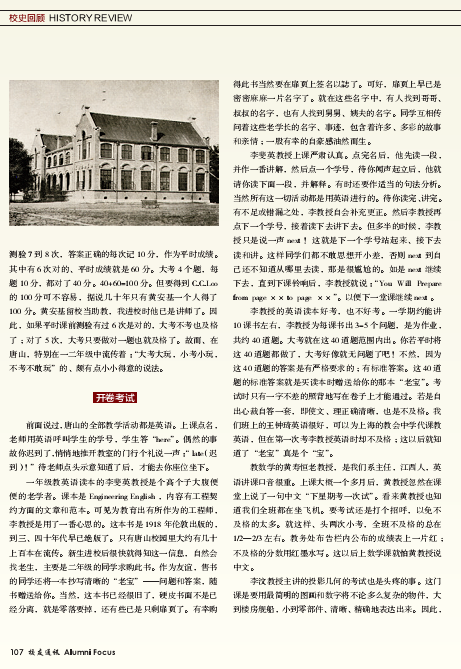 校史回顾 HISTORY REVIEW
测验7到8次，答案正确的每次记10分，作为平时成绩。
其中有6次对的，平时成绩就是60分。大考4个题，每
题10分，都对了40分。40+60=100分。但要得到C.C.Loo
的100分可不容易，据说几十年只有黄安基一个人得了
100分。黄安基留校当助教，我进校时他已是讲师了。因
此，如果平时课前测验有过6次是对的，大考不考也及格
了；对了5次，大考只要做对一题也就及格了。故而，在
唐山，特别在一二年级中流传着：“大考大玩，小考小玩，
不考不敢玩”的、颇有点小小得意的说法。
开卷考试
前面说过，唐山的全部教学活动都是英语。上课点名，
老师用英语呼叫学生的学号，学生答“here”。偶然的事
故你迟到了，悄悄地推开教室的门行个礼说一声：“late(迟
到)！”待老师点头示意知道了后，才能去你座位坐下。
一年级教英语读本的李斐英教授是个高个子大腹便
便的老学者。课本是 Engineering English，内容有工程契
约方面的文章和范本。可见为教育出有所作为的工程师，
李教授是用了一番心思的。这本书是1918年伦敦出版的，
到三、四十年代早已绝版了。只有唐山校园里大约有几十
上百本在流传。新生进校后很快就得知这一信息，自然会
找老生，主要是二年级的同学求购此书。作为友谊，售书
的同学还将一本抄写清晰的“老宝”——问题和答案，随
书赠送给你。当然，这本书已经很旧了，硬皮书面不是已
经分离，就是零落要掉，还有些已是只剩扉页了。有幸购
得此书当然要在扉页上签名以誌了。可好，扉页上早已是
密密麻麻一片名字了。就在这些名字中，有人找到哥哥、
叔叔的名字，也有人找到舅舅、姨夫的名字。同学互相传
问着这些老学长的名字、事迹，包含着许多、多彩的故事
和亲情；一股有幸的自豪感油然而生。
李斐英教授上课严肃认真。点完名后，他先读一段，
并作一番讲解，然后点一个学号，待你闻声起立后，他就
请你读下面一段，并解释。有时还要作适当的句法分析。
当然所有这一切活动都是用英语进行的。待你读完、讲完。
有不足或错漏之处，李教授自会补充更正。然后李教授再
点下一个学号，接着读下去讲下去。但多半的时候，李教
授只是说一声 next！这就是下一个学号站起来，接下去
读和讲。这样同学们都不敢思想开小差，否则 next 到自
己还不知道从哪里去读，那是很尴尬的。如是 next 继续
下去，直到下课铃响后，李教授就说：“You Will Prepare
from page ×× to page ××”。以便下一堂课继续 next。
李教授的英语读本好考，也不好考。一学期约能讲
10课书左右，李教授为每课书出3-5个问题，是为作业，
共约40道题。大考就在这40道题范围内出。你若平时将
这40道题都做了，大考好像就无问题了吧！不然，因为
这40道题的答案是有严格要求的；有标准答案。这40道
题的标准答案就是买读本时赠送给你的那本“老宝”。考
试时只有一字不差的照背地写在卷子上才能通过。若是自
出心裁自答一套，即使文、理正确清晰，也是不及格。我
们班上的王钟琦英语很好，可以为上海的教会中学代课教
英语，但在第一次考李教授英语时却不及格；这以后就知
道了“老宝”真是个“宝”。
教数学的黄寿恒老教授，是我们系主任，江西人，英
语讲课口音很重。上课大概一个多月后，黄教授忽然在课
堂上说了一句中文“下星期考一次试”。看来黄教授也知
道我们全班都在坐飞机。要考试还是打个招呼，以免不
及格的太多。就这样，头两次小考，全班不及格的总在
1/2—2/3左右。教务处布告栏内公布的成绩表上一片红；
不及格的分数用红墨水写。这以后上数学课就怕黄教授说
中文。
李汶教授主讲的投影几何的考试也是头疼的事。这门
课是要用最简明的图画和数字将不论多么复杂的物件，大
到楼房舰船，小到零部件，清晰、精确地表达出来。因此，
107 校友通讯 Alumni Focus